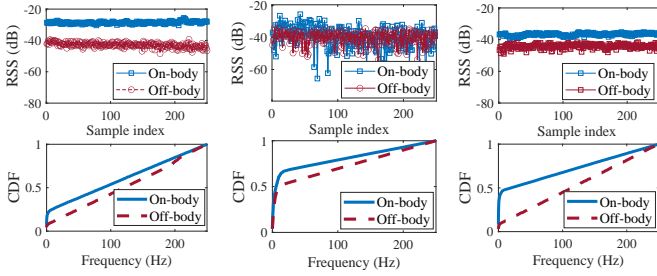 -20
-40
-60
-80
RSS (dB)
On-body
Off-body
0
100
200
Sample index
1
0.5
0
CDF
On-body
Off-body
0
100
200
Frequency (Hz)
-20
-40
-60
RSS (dB)
On-body
Off-body
0
100
200
Sample index
1
0.5
0
CDF
On-body
Off-body
0
100
200
Frequency (Hz)
0
-20
-40
-60
-80
RSS (dB)
On-body
Off-body
0
100
200
Sample index
1
0.5
0
CDF
On-body
Off-body
0
100
200
Frequency (Hz)